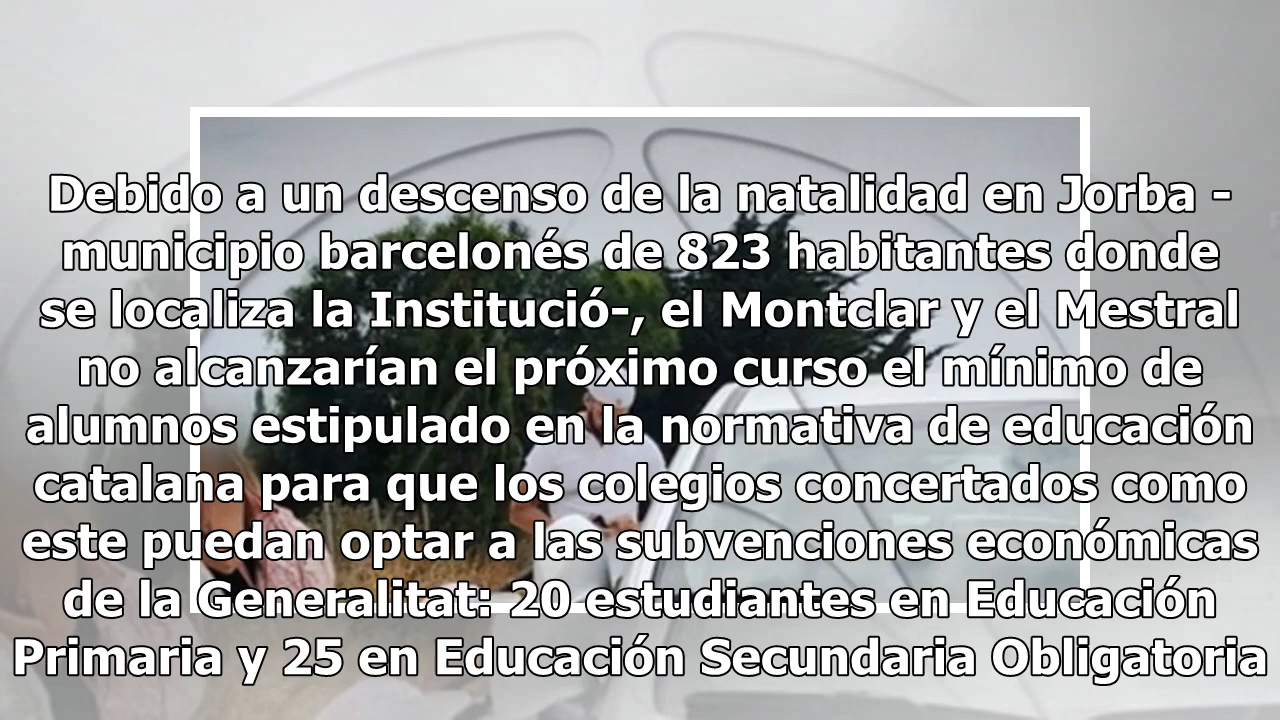 Debido a un descenso de la natalidad en Jorba -
municipio barcelonés de 823 habitantes donde
se localiza la Institució-, el Montclar y el Mestral
no alcanzarían el próximo curso el mínimo de
alumnos estipulado en la normativa de educación
catalana para que los colegios concertados como
este puedan optar a las subvenciones económicas
de la Generalitat: 20 estudiantes en Educación
Primaria y 25 en Educación Secundaria Obligatoria